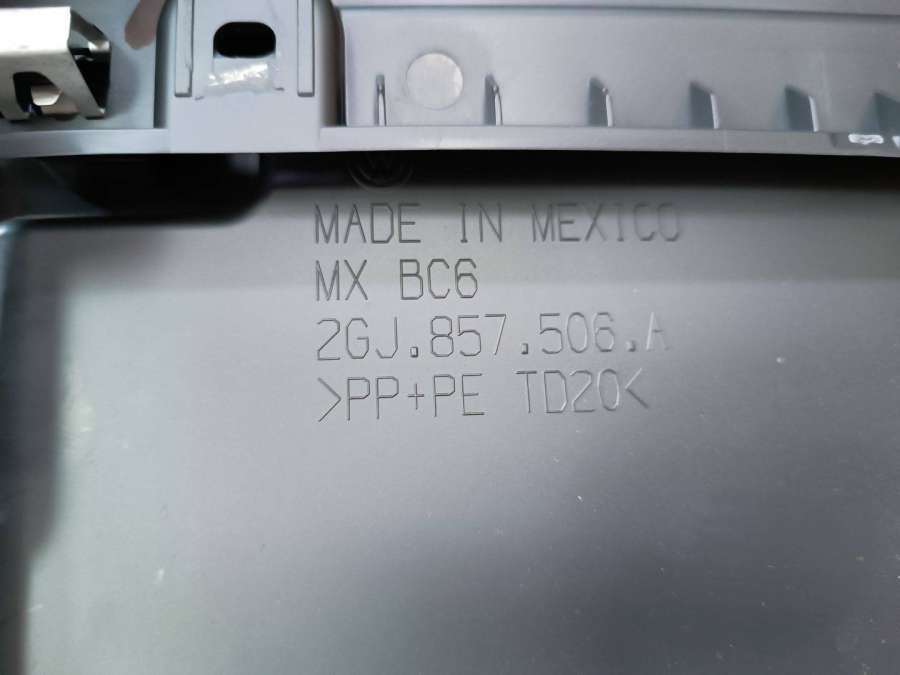 MADE IN MEXICO
MX BC6
2GJ.857.506.A
>PP+PE TD20<